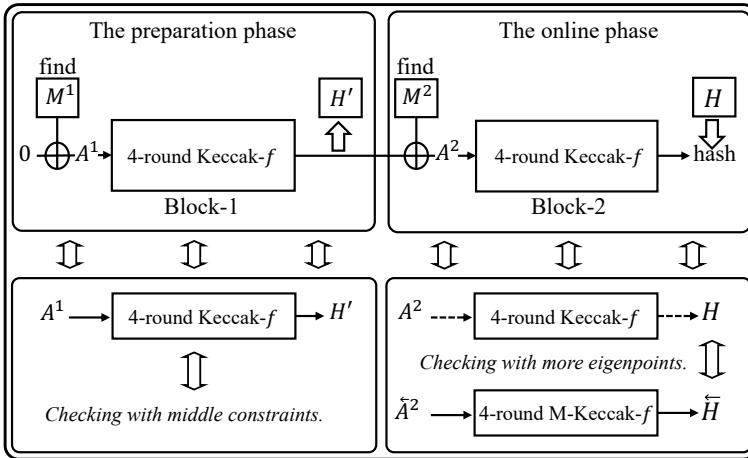 The preparation phase
find
M¹
H′
0
A¹
4-round Keccak-f
Block-1
The online phase
find
M²
H
A²
4-round Keccak-f
hash
Block-2
A¹
4-round Keccak-f
H′
Checking with middle constraints.
A²
4-round Keccak-f
H
Checking with more eigenpoints.
A⃖²
4-round M-Keccak-f
H⃖